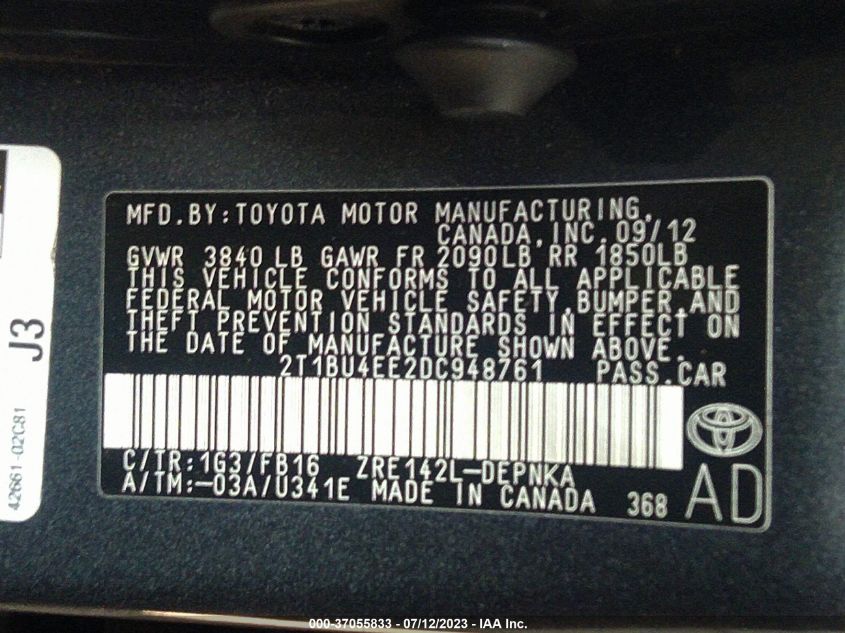 MFD.BY:TOYOTA MOTOR MANUFACTURING,
CANADA,INC.09/12
GVWR 3840 LB GAWR FR 2090LB RR 1850LB
THIS VEHICLE CONFORMS TO ALL APPLICABLE
FEDERAL MOTOR VEHICLE SAFETY,BUMPER,AND
THEFT PREVENTION STANDARDS IN EFFECT ON
THE DATE OF MANUFACTURE SHOWN ABOVE.
2T1BU4EE2DC948761 PASS.CAR
C/TR:1G3/FB16 ZRE142L-DEPNKA
A/TM:-03A/U341E MADE IN CANADA 368 AD
J3
42661-02C81
000-37055833 - 07/12/2023 - IAA Inc.